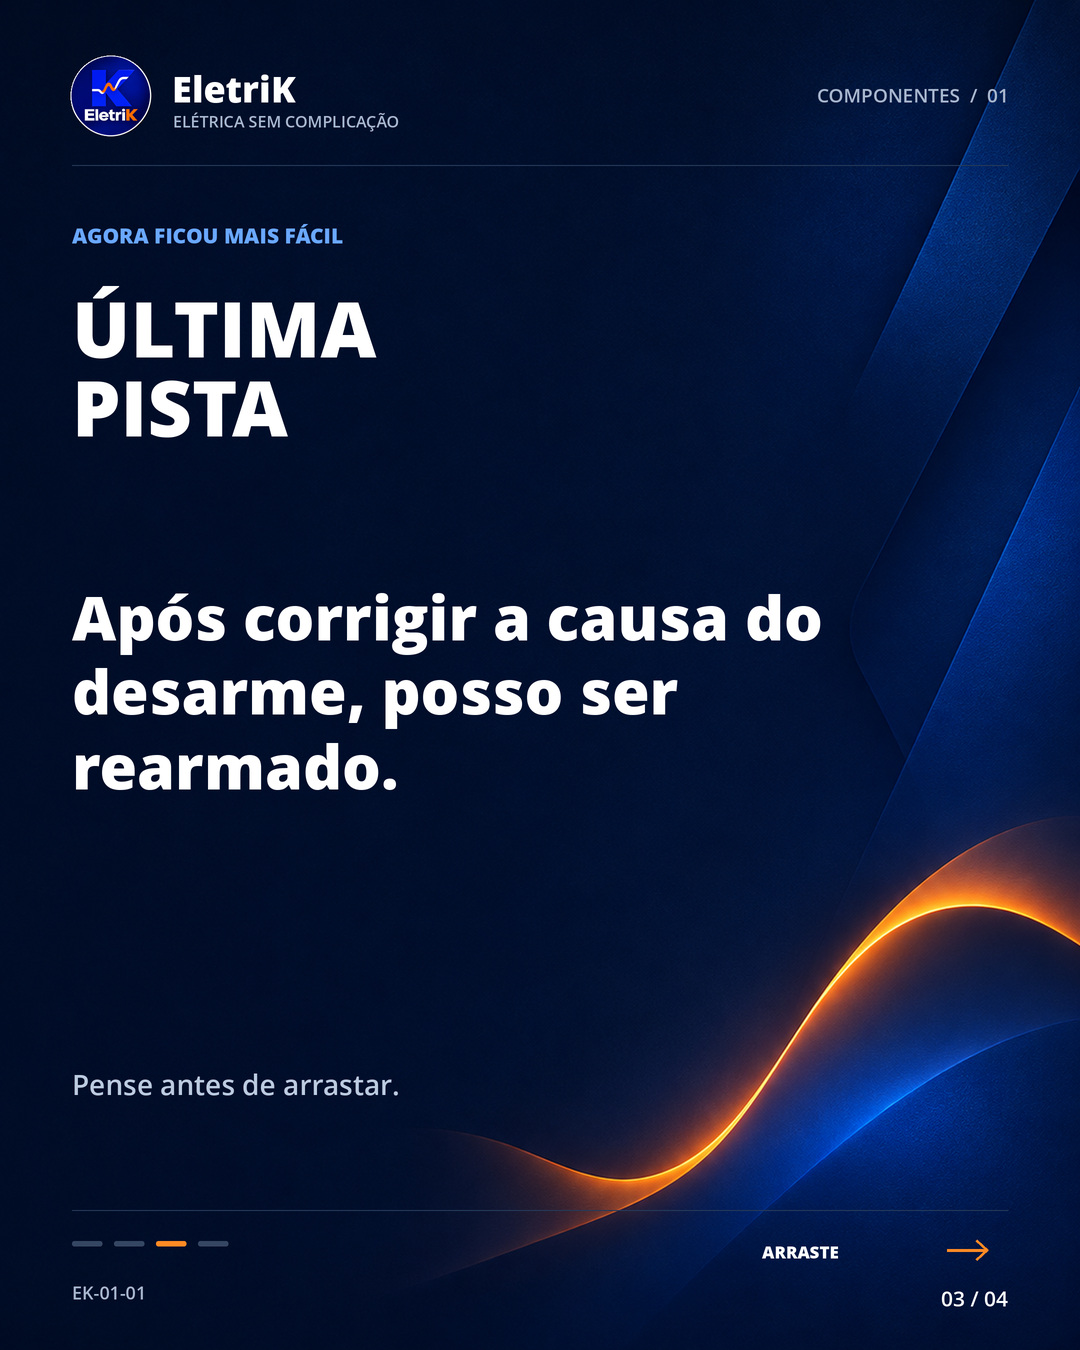 K
EletriK
EletriK
ELÉTRICA SEM COMPLICAÇÃO
COMPONENTES / 01
AGORA FICOU MAIS FÁCIL
ÚLTIMA
PISTA
Após corrigir a causa do
desarme, posso ser
rearmado.
Pense antes de arrastar.
ARRASTE
EK-01-01
03 / 04